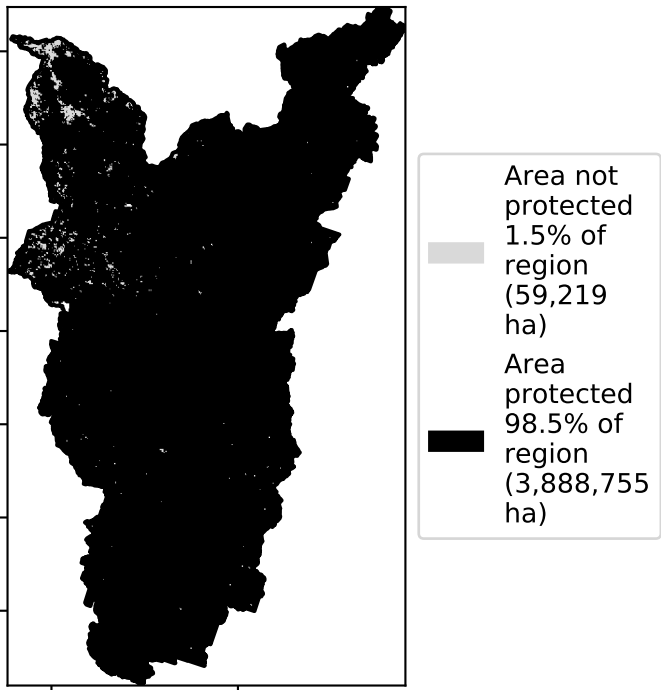 Area not
protected
1.5% of
region
(59,219
ha)
Area
protected
98.5% of
region
(3,888,755
ha)